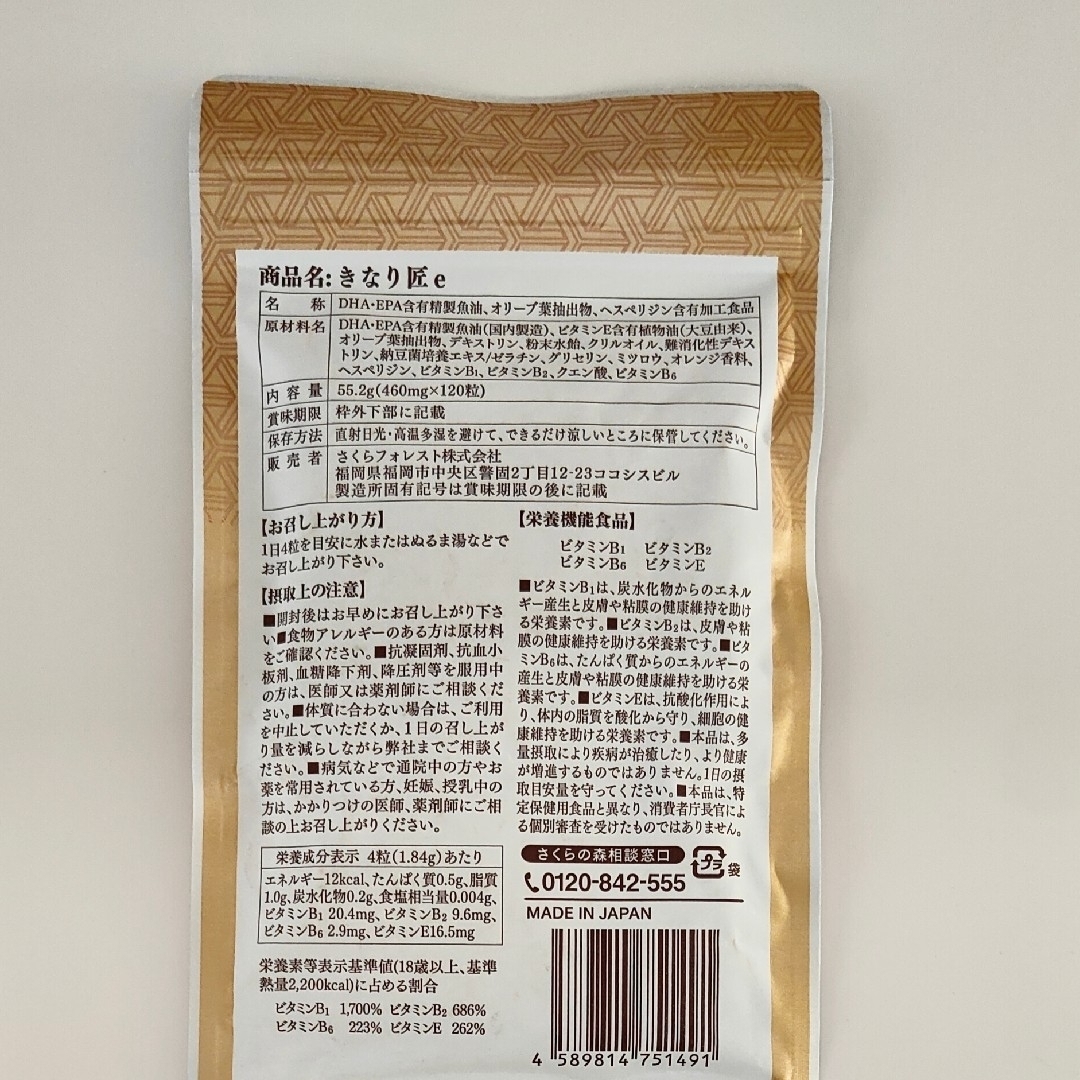 商品名:きなり匠e
名称 DHA・EPA含有精製魚油、オリーブ葉抽出物、ヘスペリジン含有加工食品
原材料名 DHA・EPA含有精製魚油(国内製造)、ビタミンE含有植物油(大豆由来)、
オリーブ葉抽出物、デキストリン、粉末水飴、クリルオイル、難消化性デキス
トリン、納豆菌培養エキス/ゼラチン、グリセリン、ミツロウ、オレンジ香料、
ヘスペリジン、ビタミンB₁、ビタミンB₂、クエン酸、ビタミンB₆
内容量 55.2g(460mg×120粒)
賞味期限 枠外下部に記載
保存方法 直射日光・高温多湿を避けて、できるだけ涼しいところに保管してください。
販売者 さくらフォレスト株式会社
福岡県福岡市中央区警固2丁目12-23ココシスビル
製造所固有記号は賞味期限の後に記載
【お召し上がり方】
1日4粒を目安に水またはぬるま湯などで
お召し上がり下さい。
【摂取上の注意】
■開封後はお早めにお召し上がり下さ
い■食物アレルギーのある方は原材料
をご確認ください。■抗凝固剤、抗血小
板剤、血糖降下剤、降圧剤等を服用中
の方は、医師又は薬剤師にご相談くだ
さい。■体質に合わない場合は、ご利用
を中止していただくか、1日の召し上が
り量を減らしながら弊社までご相談く
ださい。■病気などで通院中の方やお
薬を常用されている方、妊娠、授乳中の
方は、かかりつけの医師、薬剤師にご相
談の上お召し上がりください。
栄養成分表示 4粒(1.84g)あたり
エネルギー12kcal、たんぱく質0.5g、脂質
1.0g、炭水化物0.2g、食塩相当量0.004g、
ビタミンB₁ 20.4mg、ビタミンB₂ 9.6mg、
ビタミンB₆ 2.9mg、ビタミンE16.5mg
栄養素等表示基準値(18歳以上、基準
熱量2,200kcal)に占める割合
ビタミンB₁ 1,700% ビタミンB₂ 686%
ビタミンB₆ 223% ビタミンE 262%
【栄養機能食品】
ビタミンB₁ ビタミンB₂
ビタミンB₆ ビタミンE
■ビタミンB₁は、炭水化物からのエネル
ギー産生と皮膚や粘膜の健康維持を助け
る栄養素です。■ビタミンB₂は、皮膚や粘
膜の健康維持を助ける栄養素です。■ビタ
ミンB₆は、たんぱく質からのエネルギーの
産生と皮膚や粘膜の健康維持を助ける栄
養素です。■ビタミンEは、抗酸化作用によ
り、体内の脂質を酸化から守り、細胞の健
康維持を助ける栄養素です。■本品は、多
量摂取により疾病が治癒したり、より健康
が増進するものではありません。1日の摂
取目安量を守ってください。■本品は、特
定保健用食品と異なり、消費者庁長官によ
る個別審査を受けたものではありません。
さくらの森相談窓口
0120-842-555
プラ
袋
MADE IN JAPAN
4 589814 751491